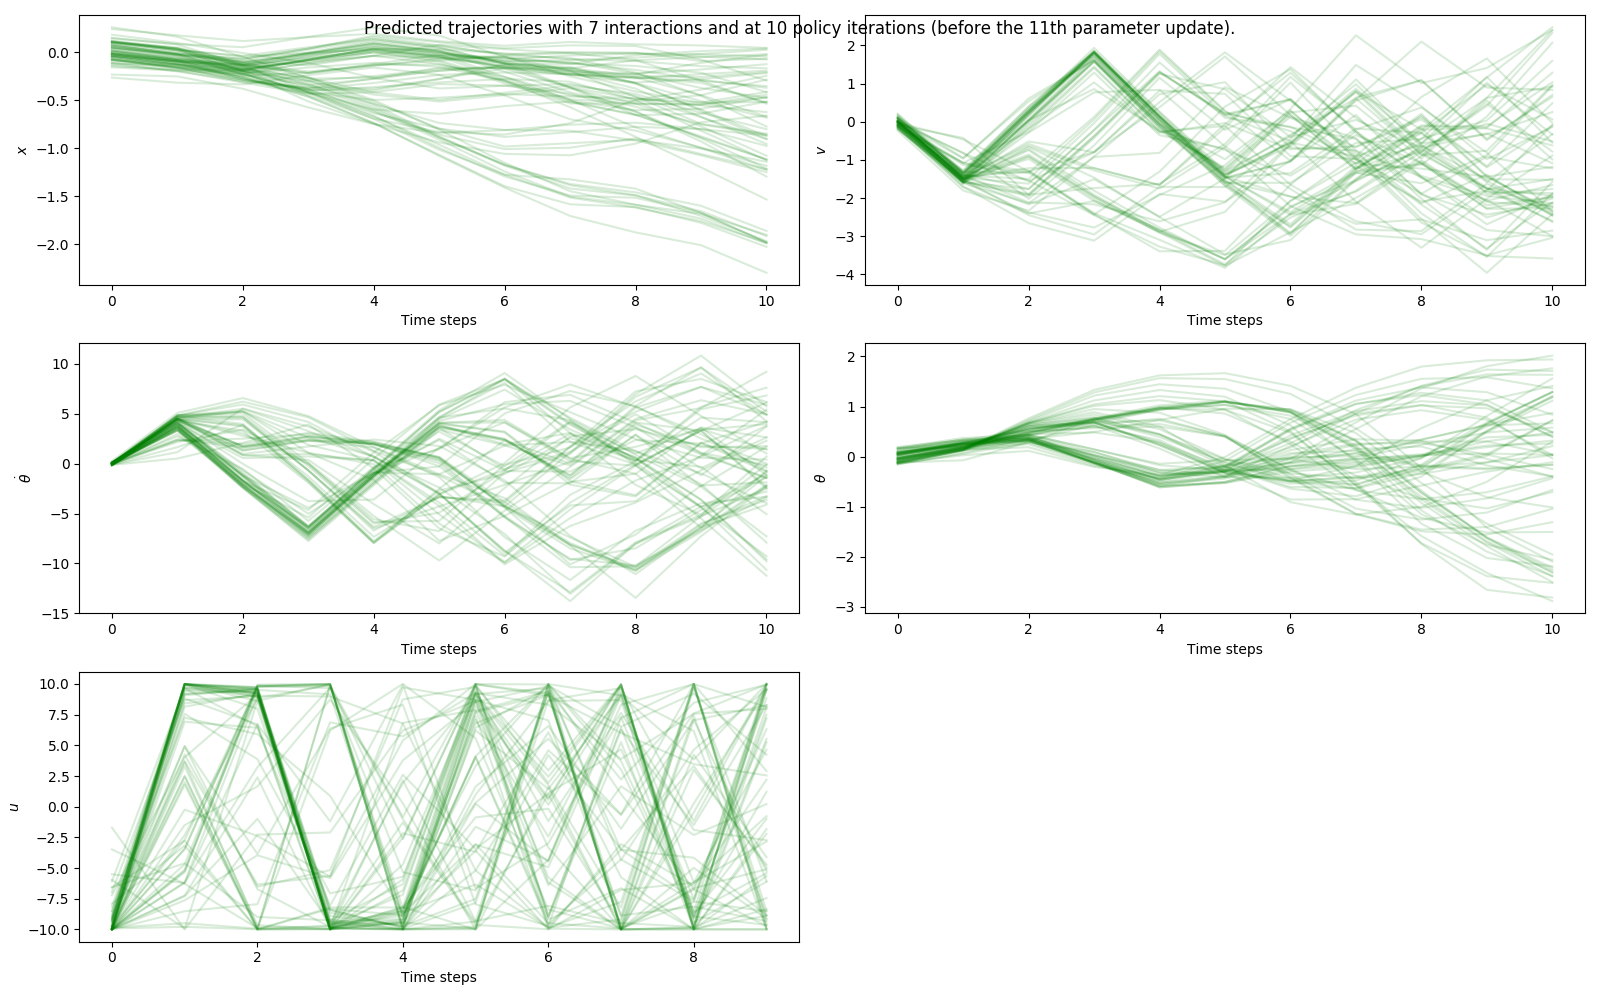 Predicted trajectories with 7 interactions and at 10 policy iterations (before the 11th parameter update).
0.0
−0.5
−1.0
−1.5
−2.0
x
0 2 4 6 8 10
Time steps
2
1
0
−1
−2
−3
−4
v
0 2 4 6 8 10
Time steps
10
5
0
−5
−10
−15
θ̇
0 2 4 6 8 10
Time steps
2
1
0
−1
−2
−3
θ
0 2 4 6 8 10
Time steps
10.0
7.5
5.0
2.5
0.0
−2.5
−5.0
−7.5
−10.0
u
0 2 4 6 8
Time steps